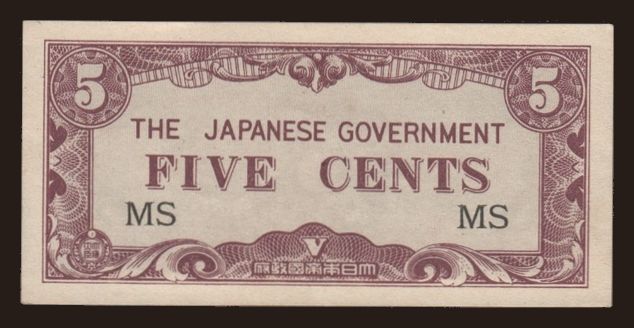 5 5
THE JAPANESE GOVERNMENT
FIVE CENTS
MS MS
V
大日本帝國政府